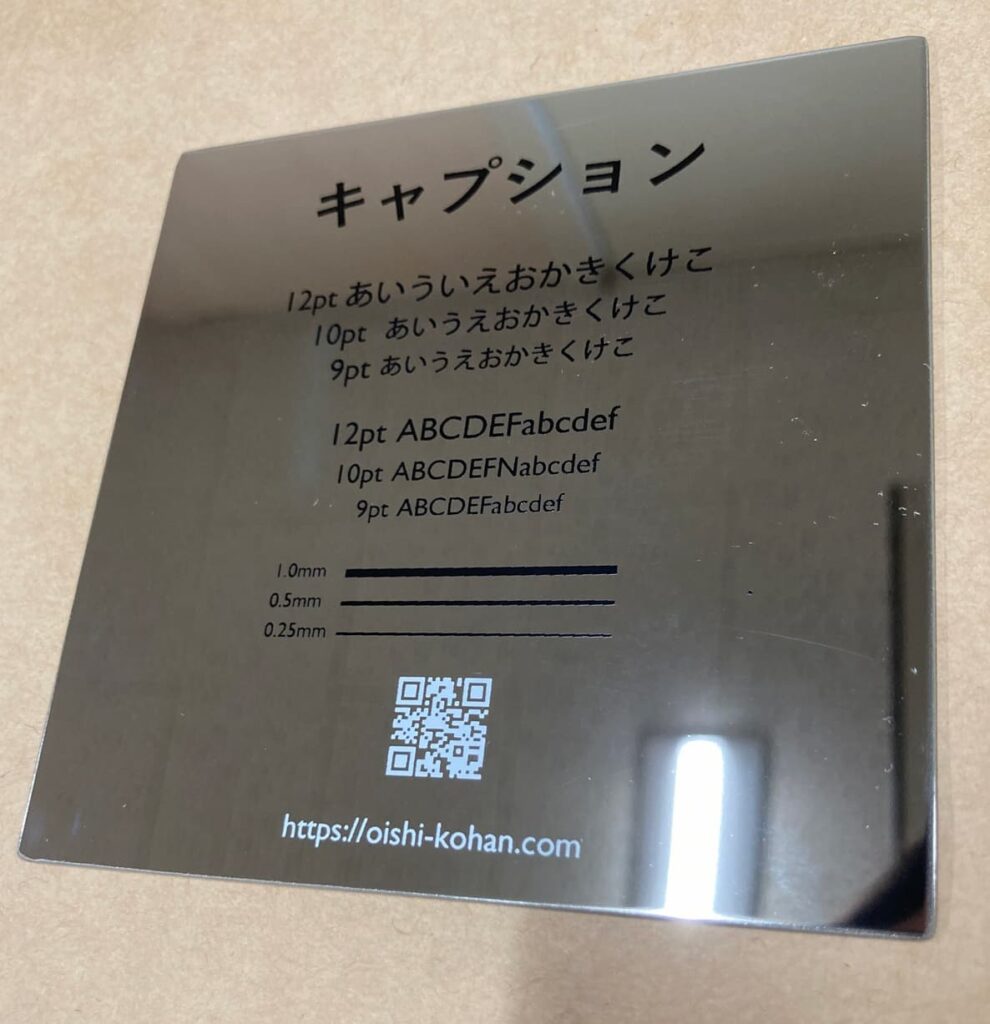 キャプション
12pt あいういえおかきくけこ
10pt あいうえおかきくけこ
9pt あいうえおかきくけこ
12pt ABCDEFabcdef
10pt ABCDEFNabcdef
9pt ABCDEFabcdef
1.0mm
0.5mm
0.25mm
https://oishi-kohan.com